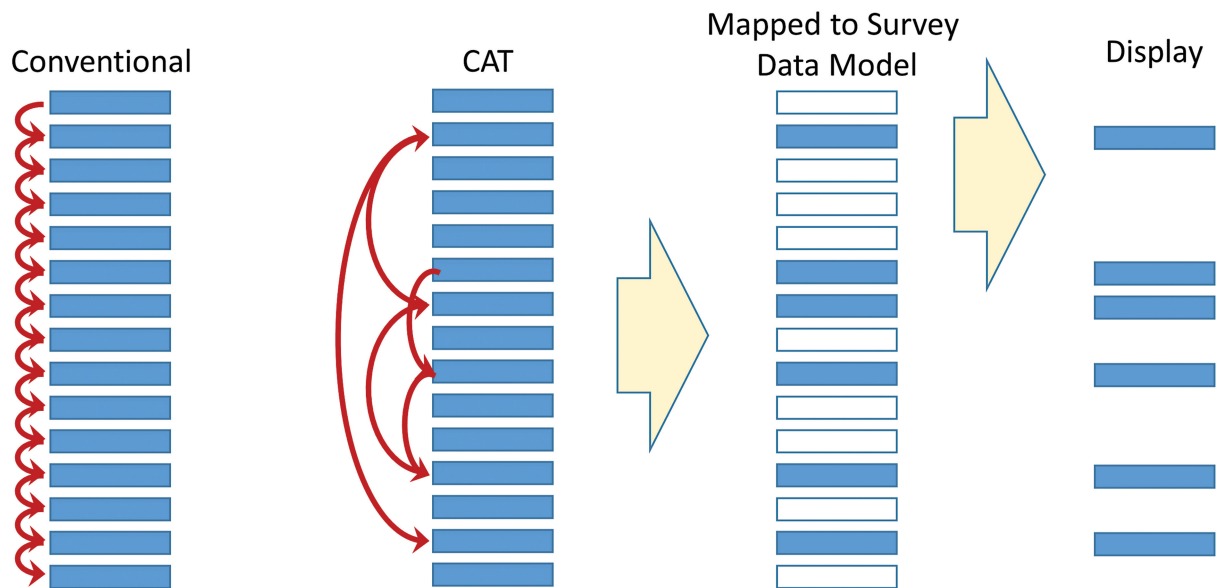 Conventional
CAT
Mapped to Survey
Data Model
Display